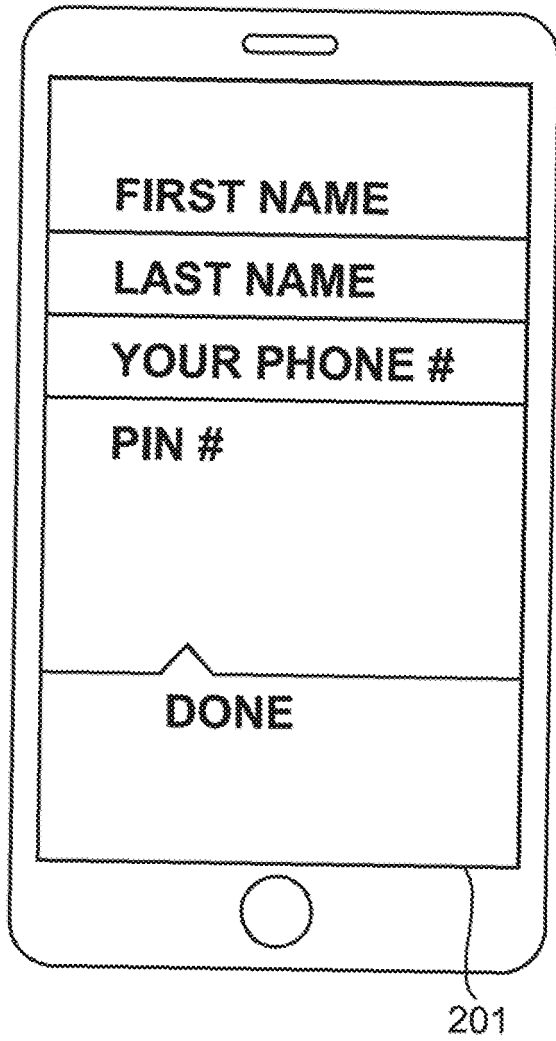 FIRST NAME
LAST NAME
YOUR PHONE #
PIN #
DONE
201